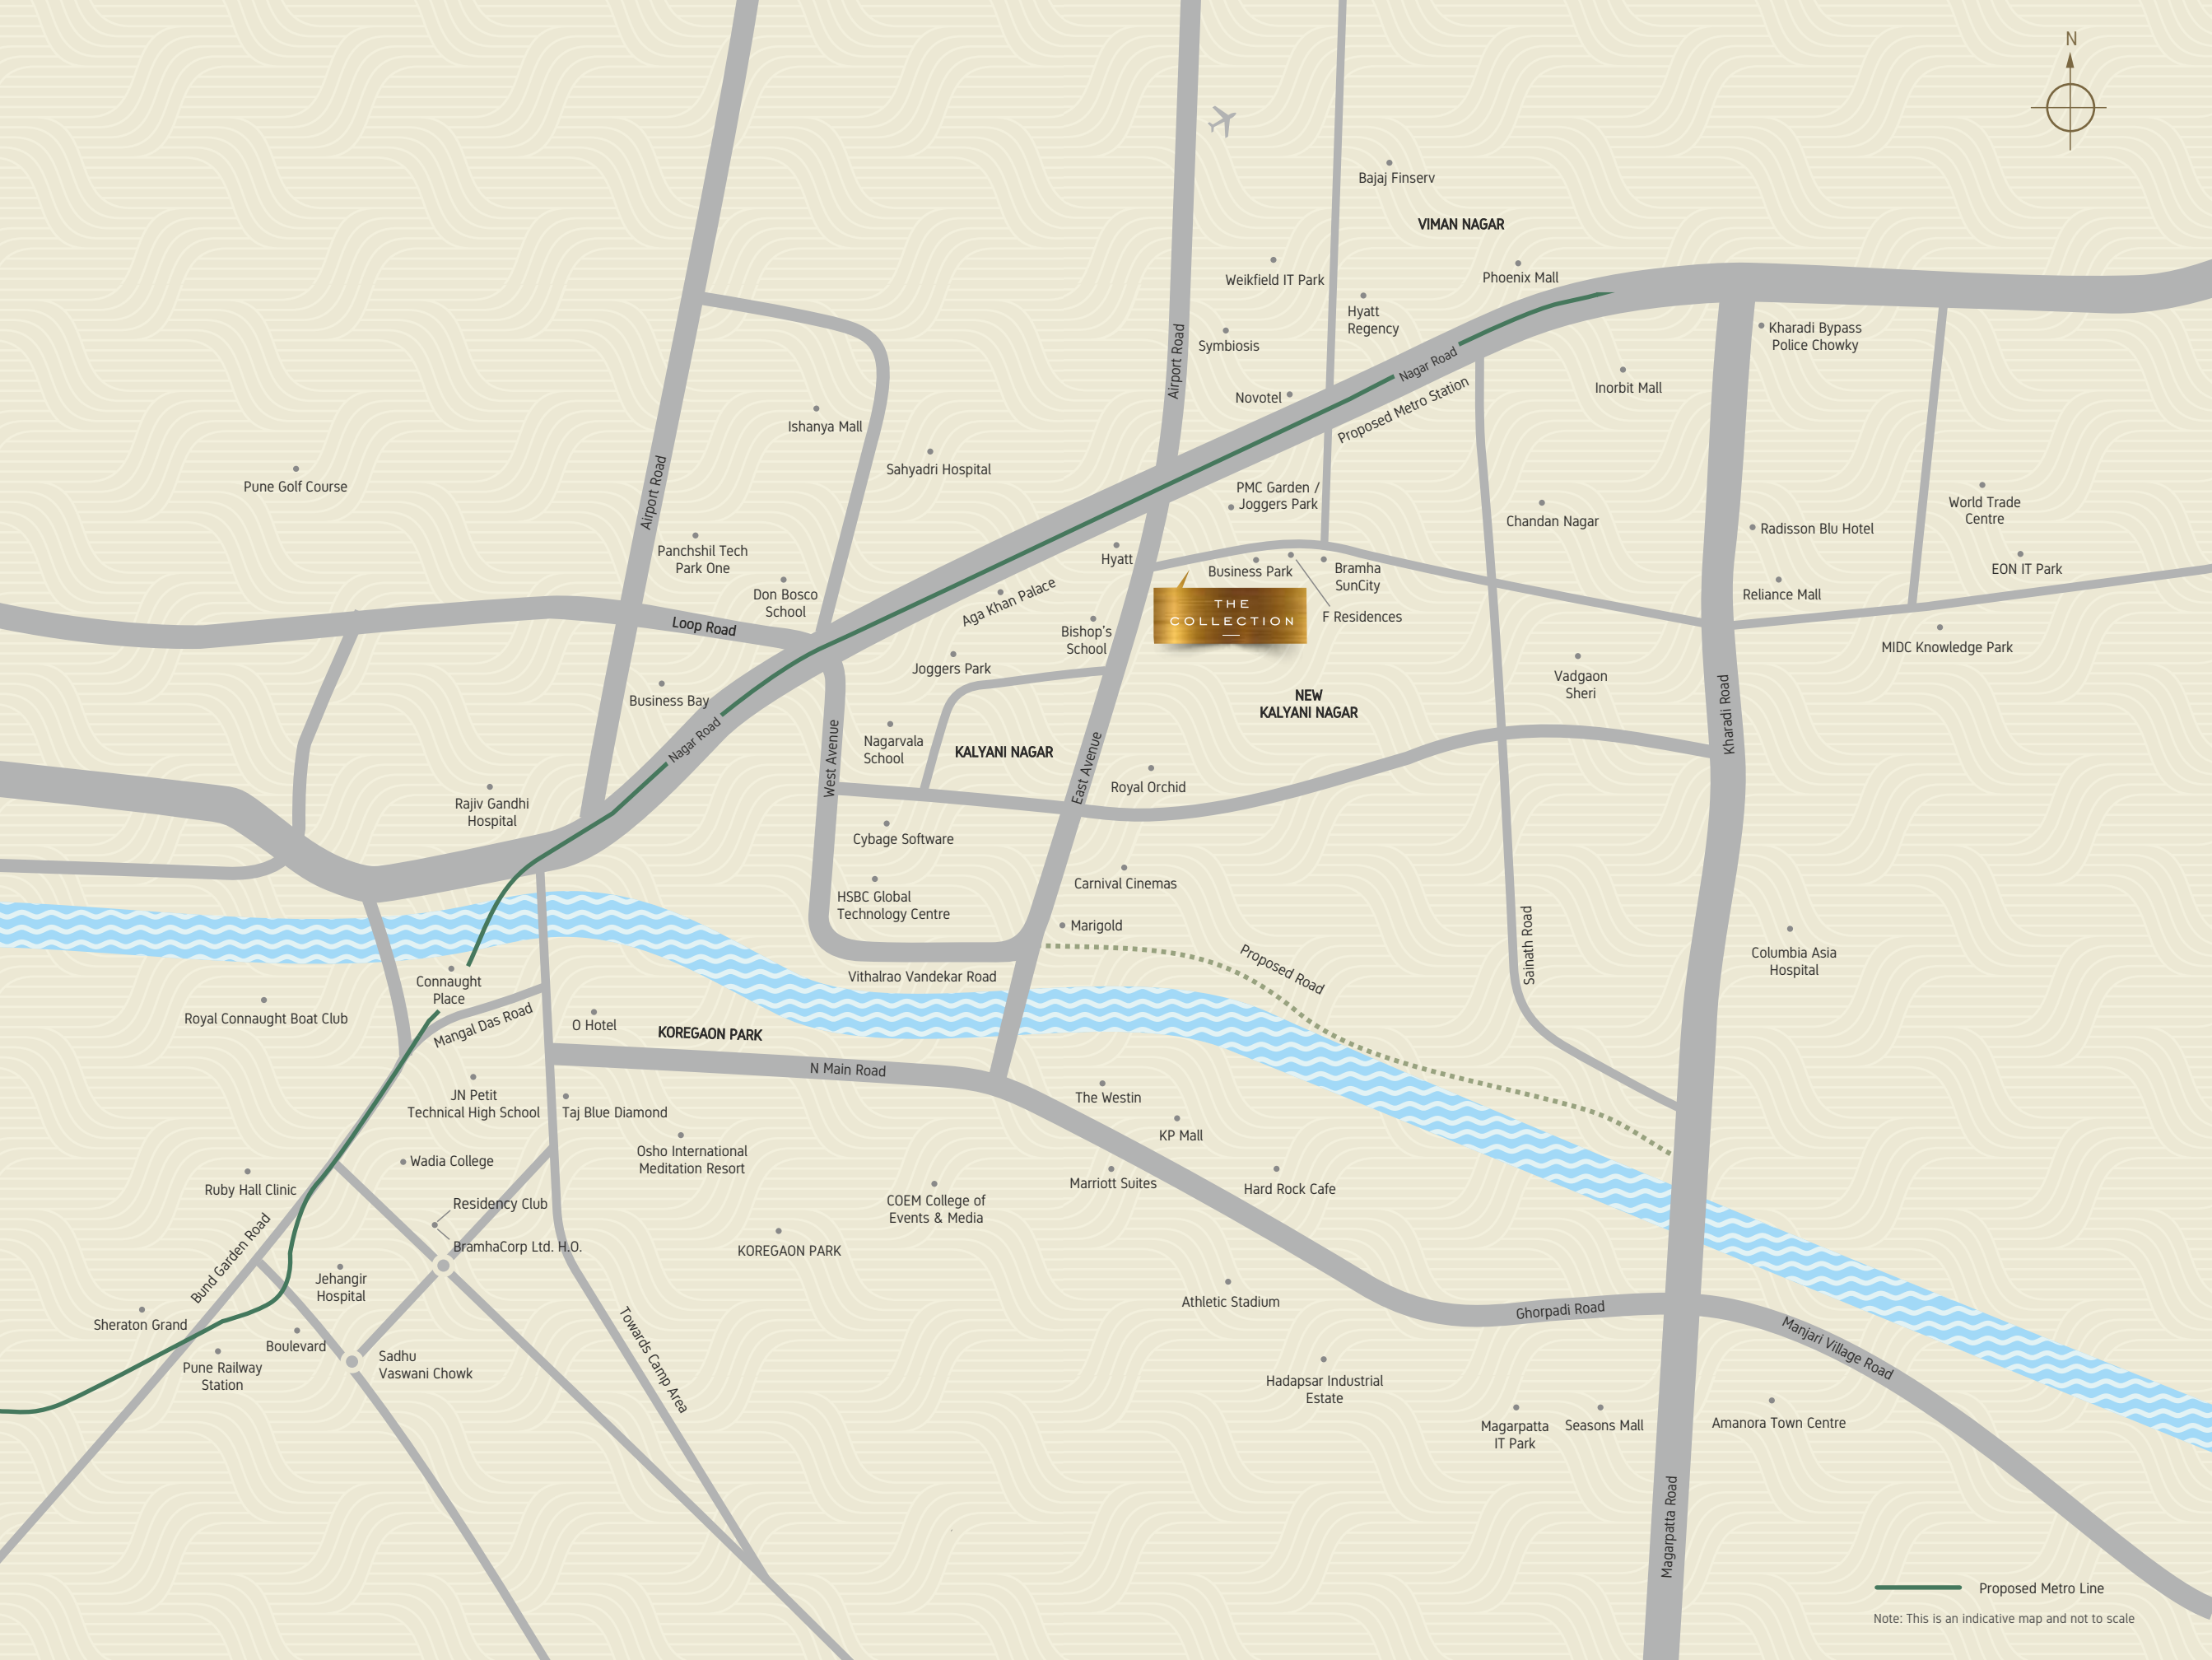 N
Bajaj Finserv
VIMAN NAGAR
Weikfield IT Park
Phoenix Mall
Hyatt
Regency
Symbiosis
Airport Road
Nagar Road
Proposed Metro Station
Novotel
Kharadi Bypass
Police Chowky
Inorbit Mall
Ishanya Mall
Sahyadri Hospital
Pune Golf Course
Airport Road
PMC Garden /
Joggers Park
Chandan Nagar
Radisson Blu Hotel
World Trade
Centre
Panchshil Tech
Park One
Don Bosco
School
Hyatt
Business Park
Bramha
SunCity
F Residences
EON IT Park
Reliance Mall
Aga Khan Palace
THE
COLLECTION
Loop Road
Bishop's
School
Joggers Park
MIDC Knowledge Park
Vadgaon
Sheri
Business Bay
Nagar Road
NEW
KALYANI NAGAR
Kharadi Road
Nagarvala
School
KALYANI NAGAR
West Avenue
East Avenue
Royal Orchid
Rajiv Gandhi
Hospital
Cybage Software
Carnival Cinemas
HSBC Global
Technology Centre
Marigold
Proposed Road
Sainath Road
Columbia Asia
Hospital
Vithalrao Vandekar Road
Connaught
Place
Royal Connaught Boat Club
Mangal Das Road
O Hotel
KOREGAON PARK
N Main Road
JN Petit
Technical High School
Taj Blue Diamond
The Westin
KP Mall
Osho International
Meditation Resort
Wadia College
Marriott Suites
Hard Rock Cafe
Ruby Hall Clinic
Residency Club
COEM College of
Events & Media
BramhaCorp Ltd. H.O.
KOREGAON PARK
Bund Garden Road
Jehangir
Hospital
Athletic Stadium
Ghorpadi Road
Manjari Village Road
Sheraton Grand
Boulevard
Pune Railway
Station
Sadhu
Vaswani Chowk
Towards Camp Area
Hadapsar Industrial
Estate
Magarpatta
IT Park
Seasons Mall
Amanora Town Centre
Magarpatta Road
Proposed Metro Line
Note: This is an indicative map and not to scale